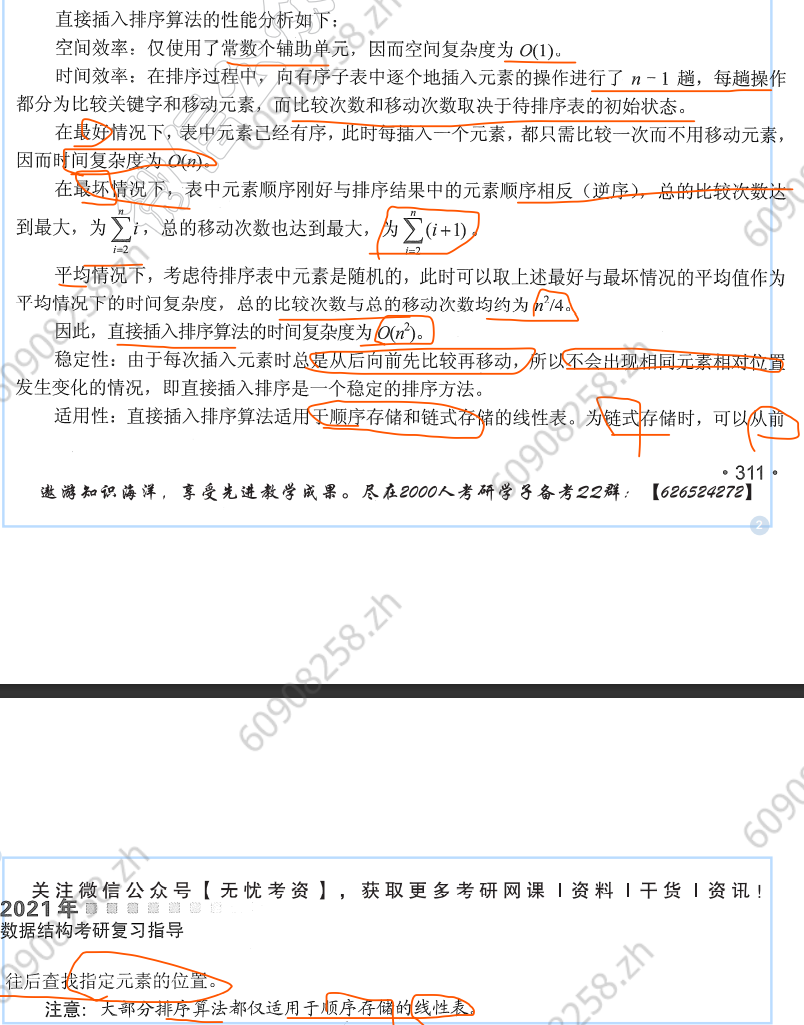 直接插入排序算法的性能分析如下：
空间效率：仅使用了常数个辅助单元，因而空间复杂度为 O(1)。
时间效率：在排序过程中，向有序子表中逐个地插入元素的操作进行了 n－1 趟，每趟操作
都分为比较关键字和移动元素，而比较次数和移动次数取决于待排序表的初始状态。
在最好情况下，表中元素已经有序，此时每插入一个元素，都只需比较一次而不用移动元素，
因而时间复杂度为 O(n)。
在最坏情况下，表中元素顺序刚好与排序结果中的元素顺序相反（逆序），总的比较次数达
到最大，为 ∑_{i=2}^{n} i，总的移动次数也达到最大，为 ∑_{i=2}^{n} (i+1)。
平均情况下，考虑待排序表中元素是随机的，此时可以取上述最好与最坏情况的平均值作为
平均情况下的时间复杂度，总的比较次数与总的移动次数均约为 n²/4。
因此，直接插入排序算法的时间复杂度为 O(n²)。
稳定性：由于每次插入元素时总是从后向前先比较再移动，所以不会出现相同元素相对位置
发生变化的情况，即直接插入排序是一个稳定的排序方法。
适用性：直接插入排序算法适用于顺序存储和链式存储的线性表。为链式存储时，可以从前
·311·
遨游知识海洋，享受先进教学成果。尽在2000人考研学子备考QQ群：【626524272】
2
60908258.zh
关注微信公众号【无忧考资】，获取更多考研网课 I 资料 I 干货 I 资讯！
2021年
数据结构考研复习指导
往后查找指定元素的位置。
注意：大部分排序算法都仅适用于顺序存储的线性表。